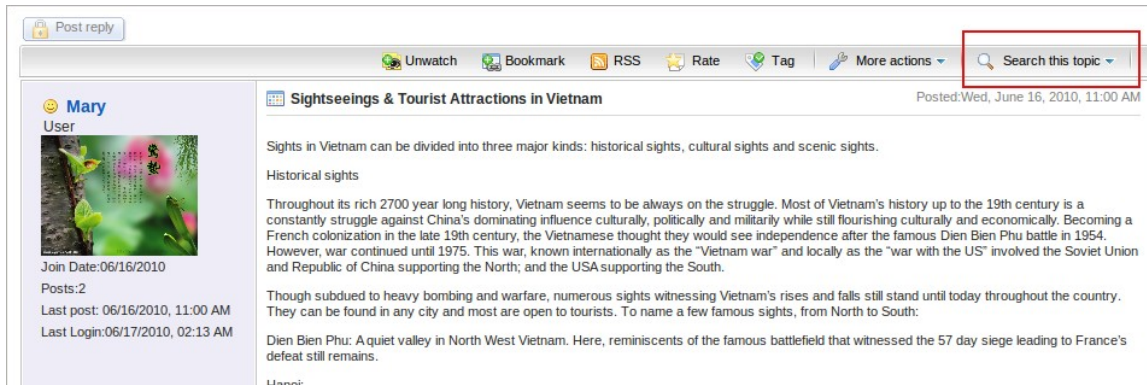 Post reply
Unwatch Bookmark RSS Rate Tag More actions Search this topic
Mary
User
Join Date:06/16/2010
Posts:2
Last post: 06/16/2010, 11:00 AM
Last Login:06/17/2010, 02:13 AM
Sightseeings & Tourist Attractions in Vietnam
Posted:Wed, June 16, 2010, 11:00 AM
Sights in Vietnam can be divided into three major kinds: historical sights, cultural sights and scenic sights.
Historical sights
Throughout its rich 2700 year long history, Vietnam seems to be always on the struggle. Most of Vietnam's history up to the 19th century is a
constantly struggle against China's dominating influence culturally, politically and militarily while still flourishing culturally and economically. Becoming a
French colonization in the late 19th century, the Vietnamese thought they would see independence after the famous Dien Bien Phu battle in 1954.
However, war continued until 1975. This war, known internationally as the “Vietnam war” and locally as the “war with the US” involved the Soviet Union
and Republic of China supporting the North; and the USA supporting the South.
Though subdued to heavy bombing and warfare, numerous sights witnessing Vietnam's rises and falls still stand until today throughout the country.
They can be found in any city and most are open to tourists. To name a few famous sights, from North to South:
Dien Bien Phu: A quiet valley in North West Vietnam. Here, reminiscents of the famous battlefield that witnessed the 57 day siege leading to France's
defeat still remains.
Hanoi: